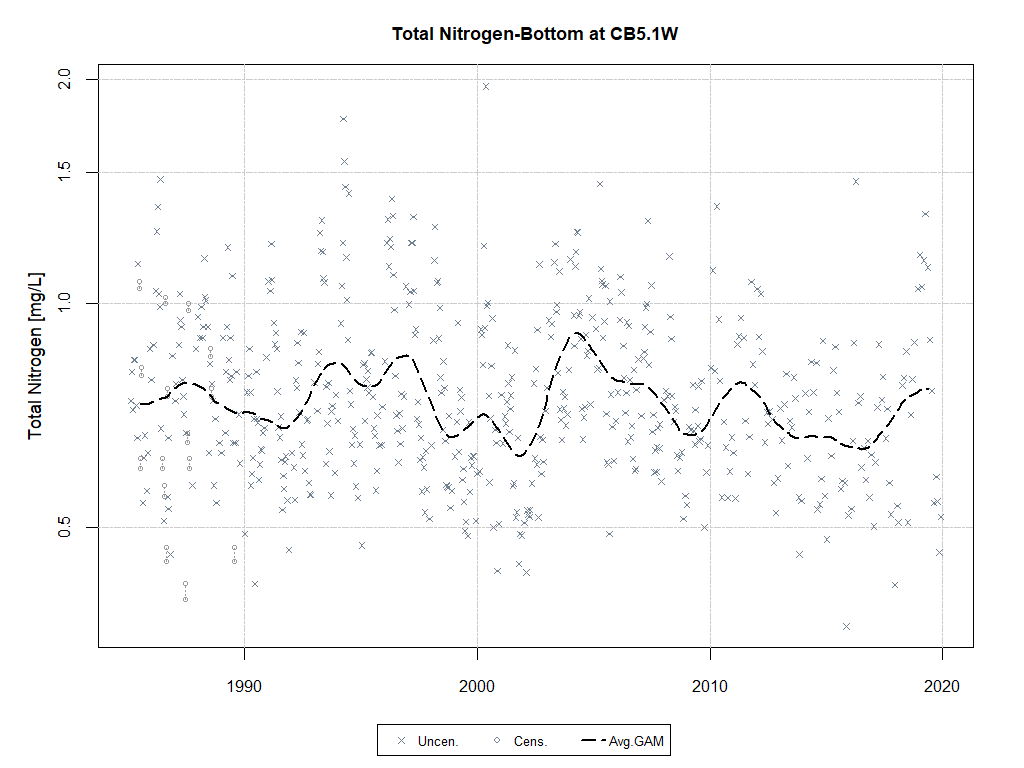 Total Nitrogen-Bottom at CB5.1W
Total Nitrogen [mg/L]
2.0
1.5
1.0
0.5
1990 2000 2010 2020
Uncen. Cens. Avg.GAM